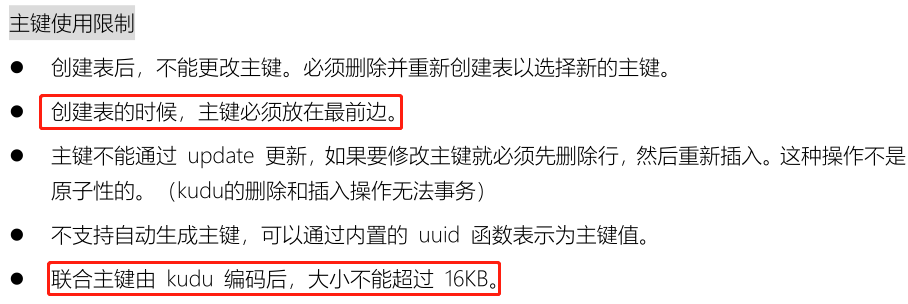 主键使用限制
● 创建表后，不能更改主键。必须删除并重新创建表以选择新的主键。
● 创建表的时候，主键必须放在最前边。
● 主键不能通过 update 更新，如果要修改主键就必须先删除行，然后重新插入。这种操作不是
原子性的。（kudu的删除和插入操作无法事务）
● 不支持自动生成主键，可以通过内置的 uuid 函数表示为主键值。
● 联合主键由 kudu 编码后，大小不能超过 16KB。